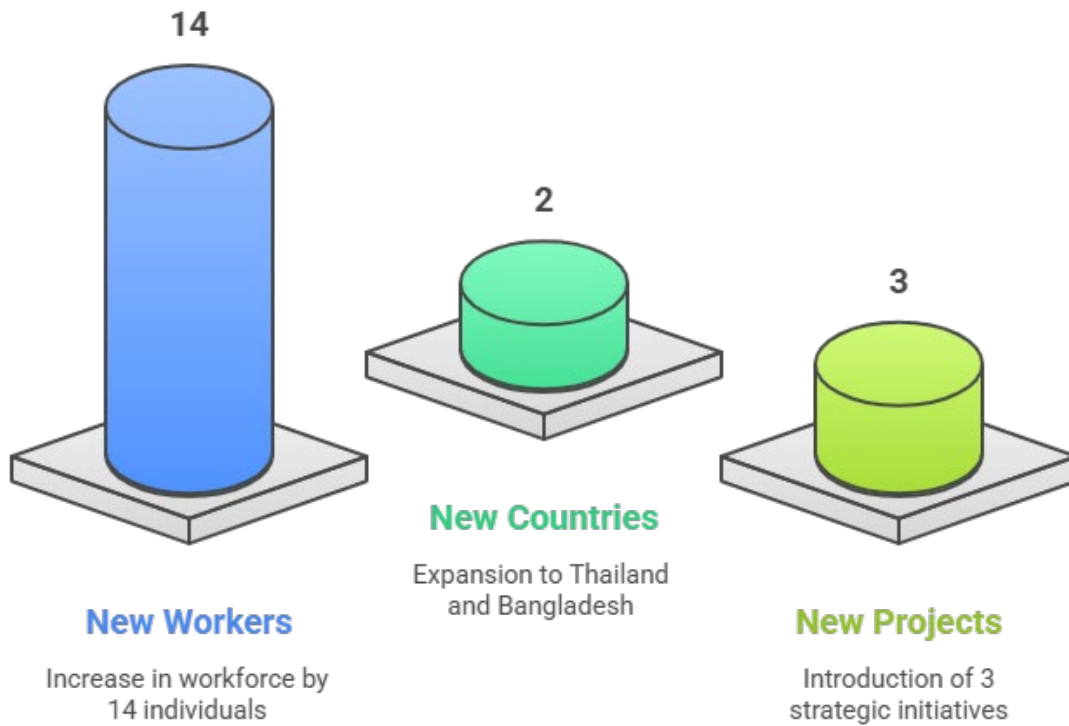 14
New Workers
Increase in workforce by
14 individuals
2
New Countries
Expansion to Thailand
and Bangladesh
3
New Projects
Introduction of 3
strategic initiatives